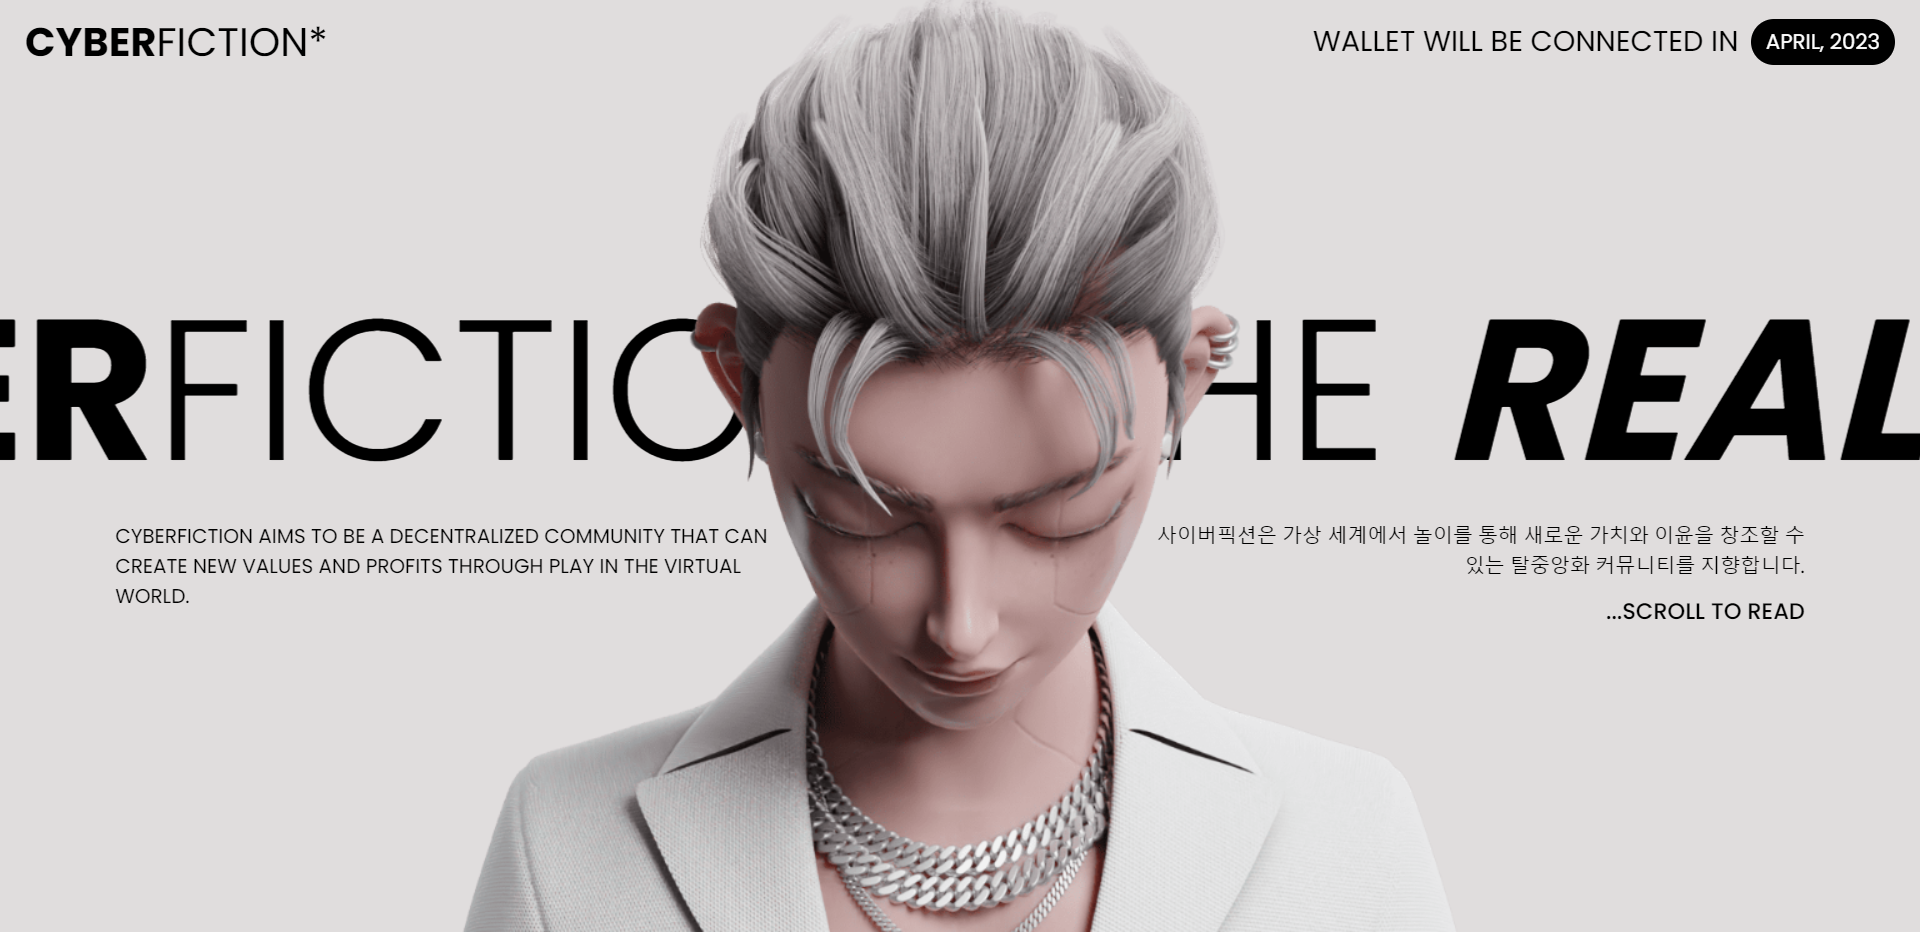 CYBERFICTION*
WALLET WILL BE CONNECTED IN APRIL, 2023
ERFICTIO HE REAL
CYBERFICTION AIMS TO BE A DECENTRALIZED COMMUNITY THAT CAN
CREATE NEW VALUES AND PROFITS THROUGH PLAY IN THE VIRTUAL
WORLD.
사이버픽션은 가상 세계에서 놀이를 통해 새로운 가치와 이윤을 창조할 수
있는 탈중앙화 커뮤니티를 지향합니다.
...SCROLL TO READ